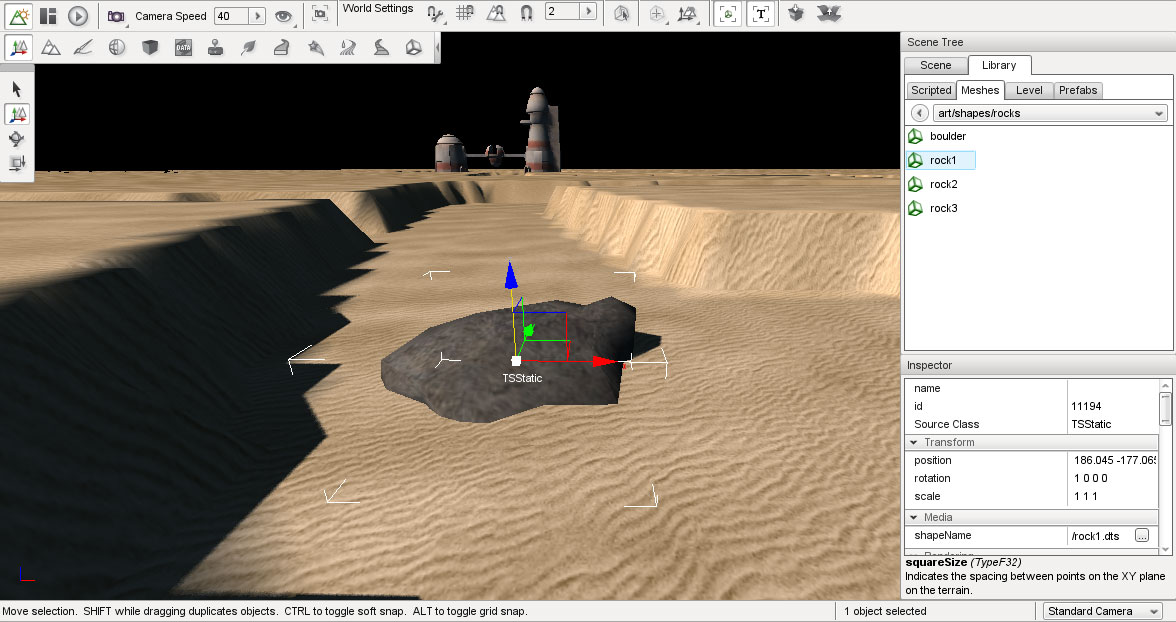 Camera Speed 40 World Settings 2 T
DATA
Scene Tree
Scene Library
Scripted Meshes Level Prefabs
art/shapes/rocks
boulder
rock1
rock2
rock3
TSStatic
Inspector
name
id 11194
Source Class TSStatic
Transform
position 186.045 -177.065
rotation 1 0 0 0
scale 1 1 1
Media
shapeName /rock1.dts ...
Rendering
squareSize (TypeF32)
Indicates the spacing between points on the XY plane
on the terrain.
Move selection. SHIFT while dragging duplicates objects. CTRL to toggle soft snap. ALT to toggle grid snap. 1 object selected Standard Camera